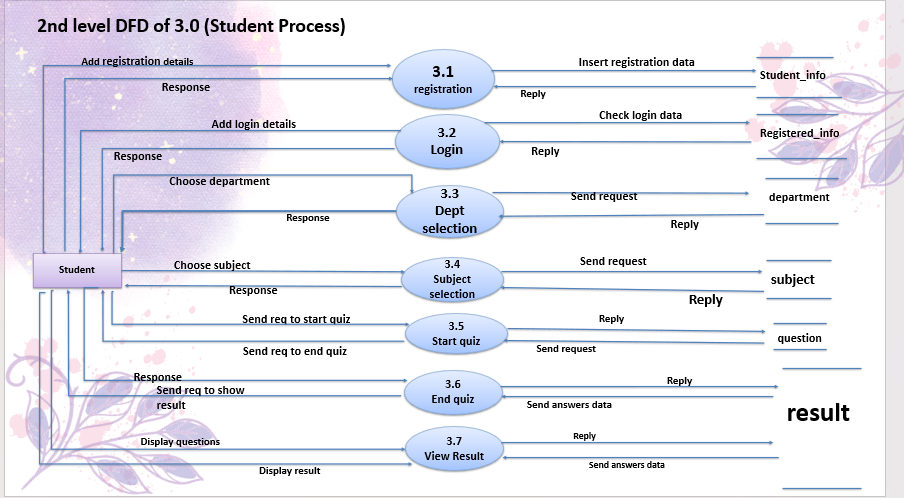 2nd level DFD of 3.0 (Student Process)
Add registration details
3.1
registration
Insert registration data
Student_info
Response
Reply
Add login details
3.2
Login
Check login data
Registered_info
Response
Reply
Choose department
3.3
Dept
selection
Send request
department
Response
Reply
Student
Choose subject
3.4
Subject
selection
Send request
subject
Response
Reply
Send req to start quiz
3.5
Start quiz
Reply
question
Send req to end quiz
Send request
Response
3.6
End quiz
Reply
Send req to show
result
Send answers data
result
Display questions
3.7
View Result
Reply
Display rsult
Send answers data